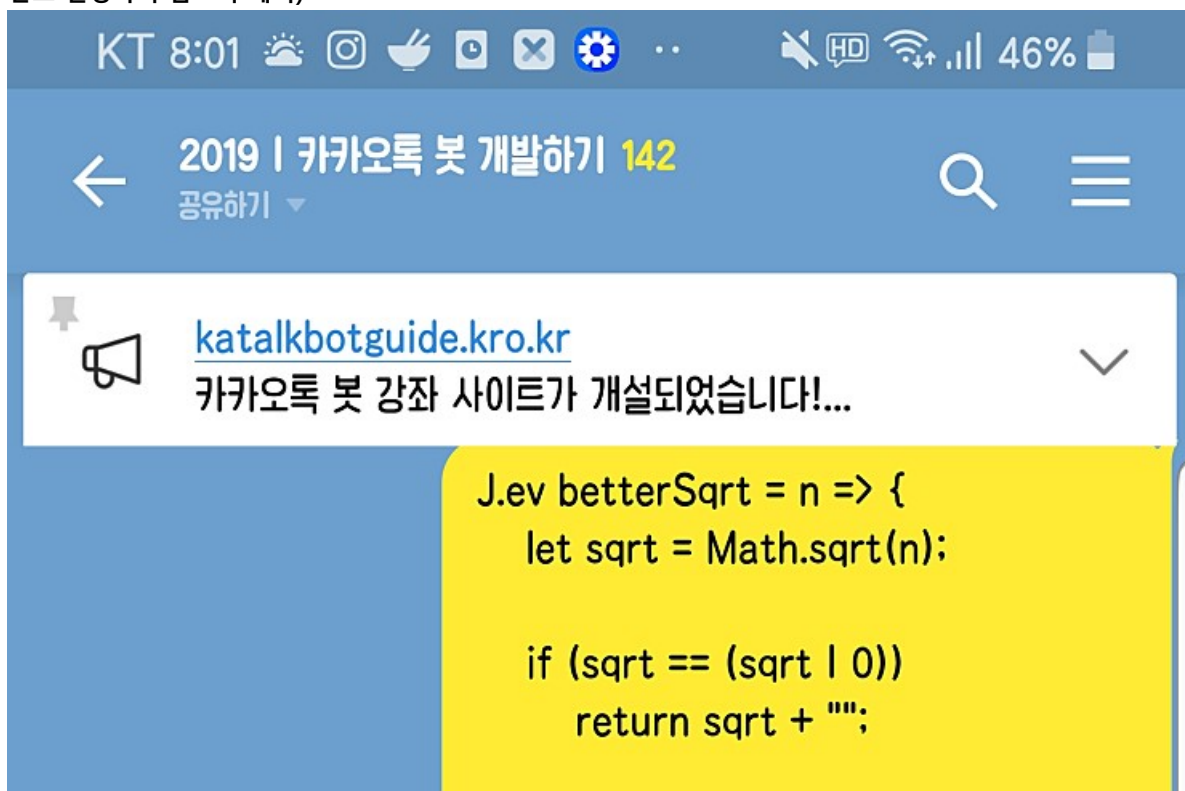 KT 8:01 HD 46%
2019 | 카카오톡 봇 개발하기 142
공유하기
katalkbotguide.kro.kr
카카오톡 봇 강좌 사이트가 개설되었습니다!...
J.ev betterSqrt = n => {
let sqrt = Math.sqrt(n);
if (sqrt == (sqrt | 0))
return sqrt + "";